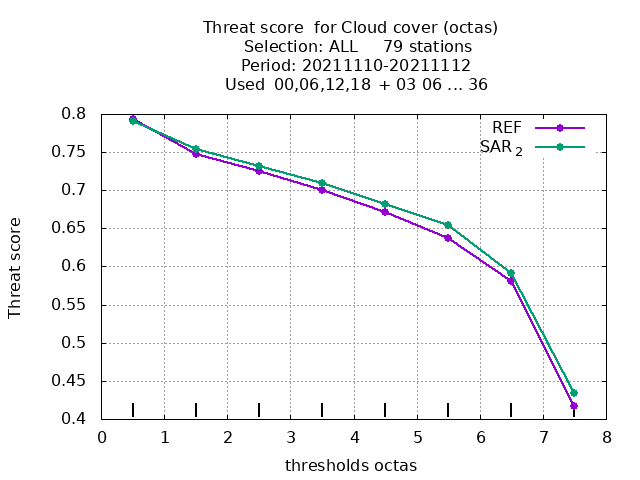 Threat score for Cloud cover (octas)
Selection: ALL 79 stations
Period: 20211110-20211112
Used 00,06,12,18 + 03 06 ... 36
REF
SAR 2
0.8
0.75
0.7
0.65
0.6
0.55
0.5
0.45
0.4
Threat score
0 1 2 3 4 5 6 7 8
thresholds octas